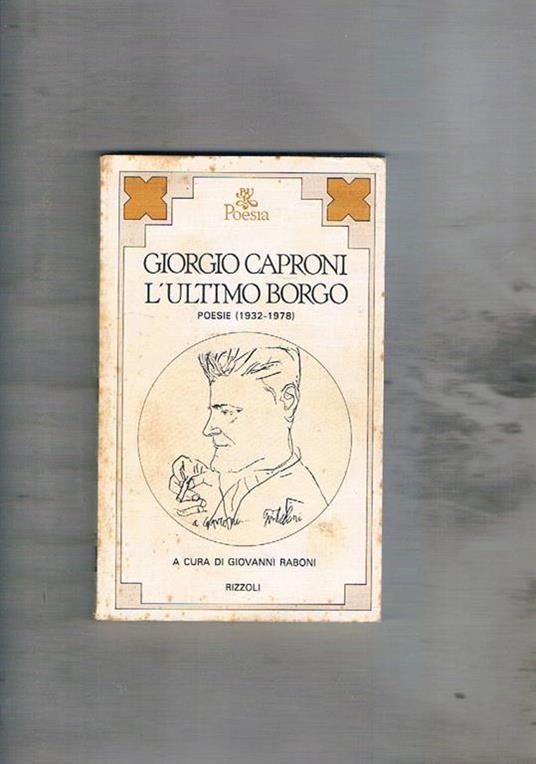 BUR
Poesia
GIORGIO CAPRONI
L'ULTIMO BORGO
POESIE (1932-1978)
a
A CURA DI GIOVANNI RABONI
RIZZOLI